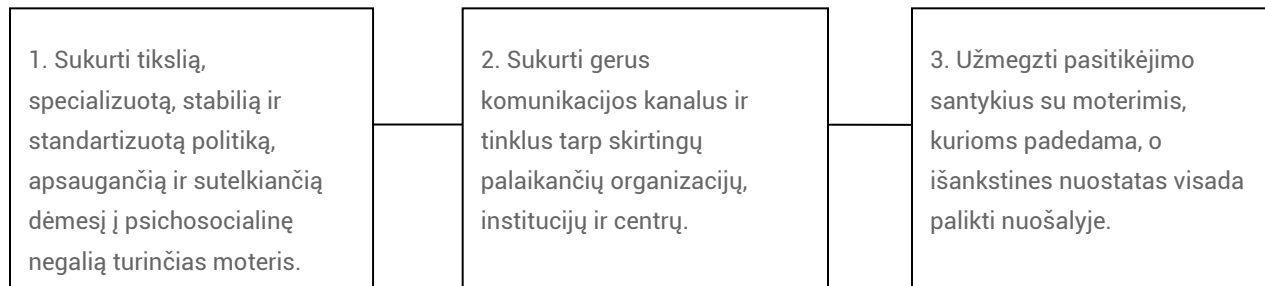 1. Sukurti tikslią,
specializuotą, stabilią ir
standartizuotą politiką,
apsaugančią ir sutelkiančią
dėmesį į psichosocialinę
negalią turinčias moteris.
2. Sukurti gerus
komunikacijos kanalus ir
tinklus tarp skirtingų
palaikančių organizacijų,
institucijų ir centrų.
3. Užmegzti pasitikėjimo
santykius su moterimis,
kurioms padedama, o
išankstines nuostatas visada
palikti nuošalyje.